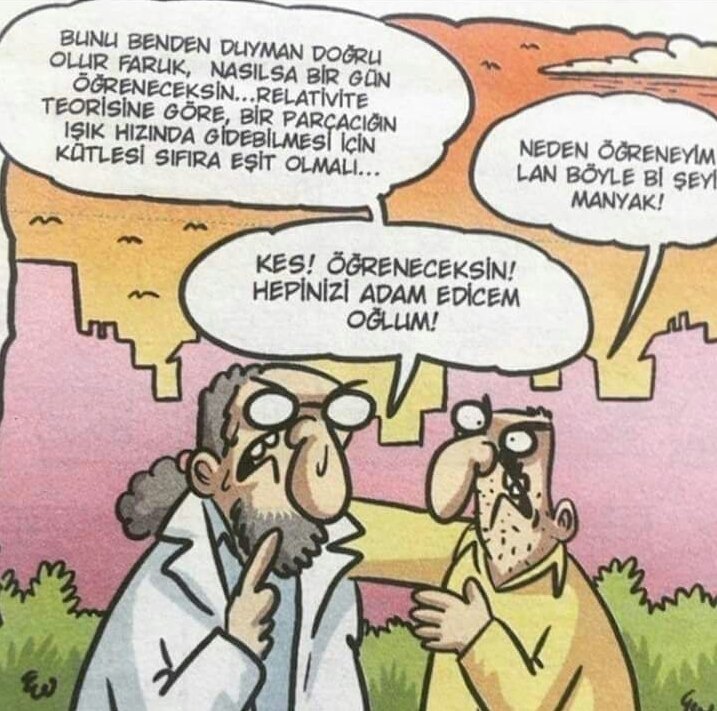 BUNU BENDEN DUYMAN DOĞRU
OLUR FARUK, NASILSA BİR GÜN
ÖĞRENECEKSİN...RELATİVİTE
TEORİSİNE GÖRE, BİR PARÇACIĞIN
IŞIK HIZINDA GİDEBİLMESİ İÇİN
KÜTLESİ SIFIRA EŞİT OLMALI...
NEDEN ÖĞRENEYİM
LAN BÖYLE Bİ ŞEYİ
MANYAK!
KES! ÖĞRENECEKSİN!
HEPİNİZİ ADAM EDİCEM
OĞLUM!